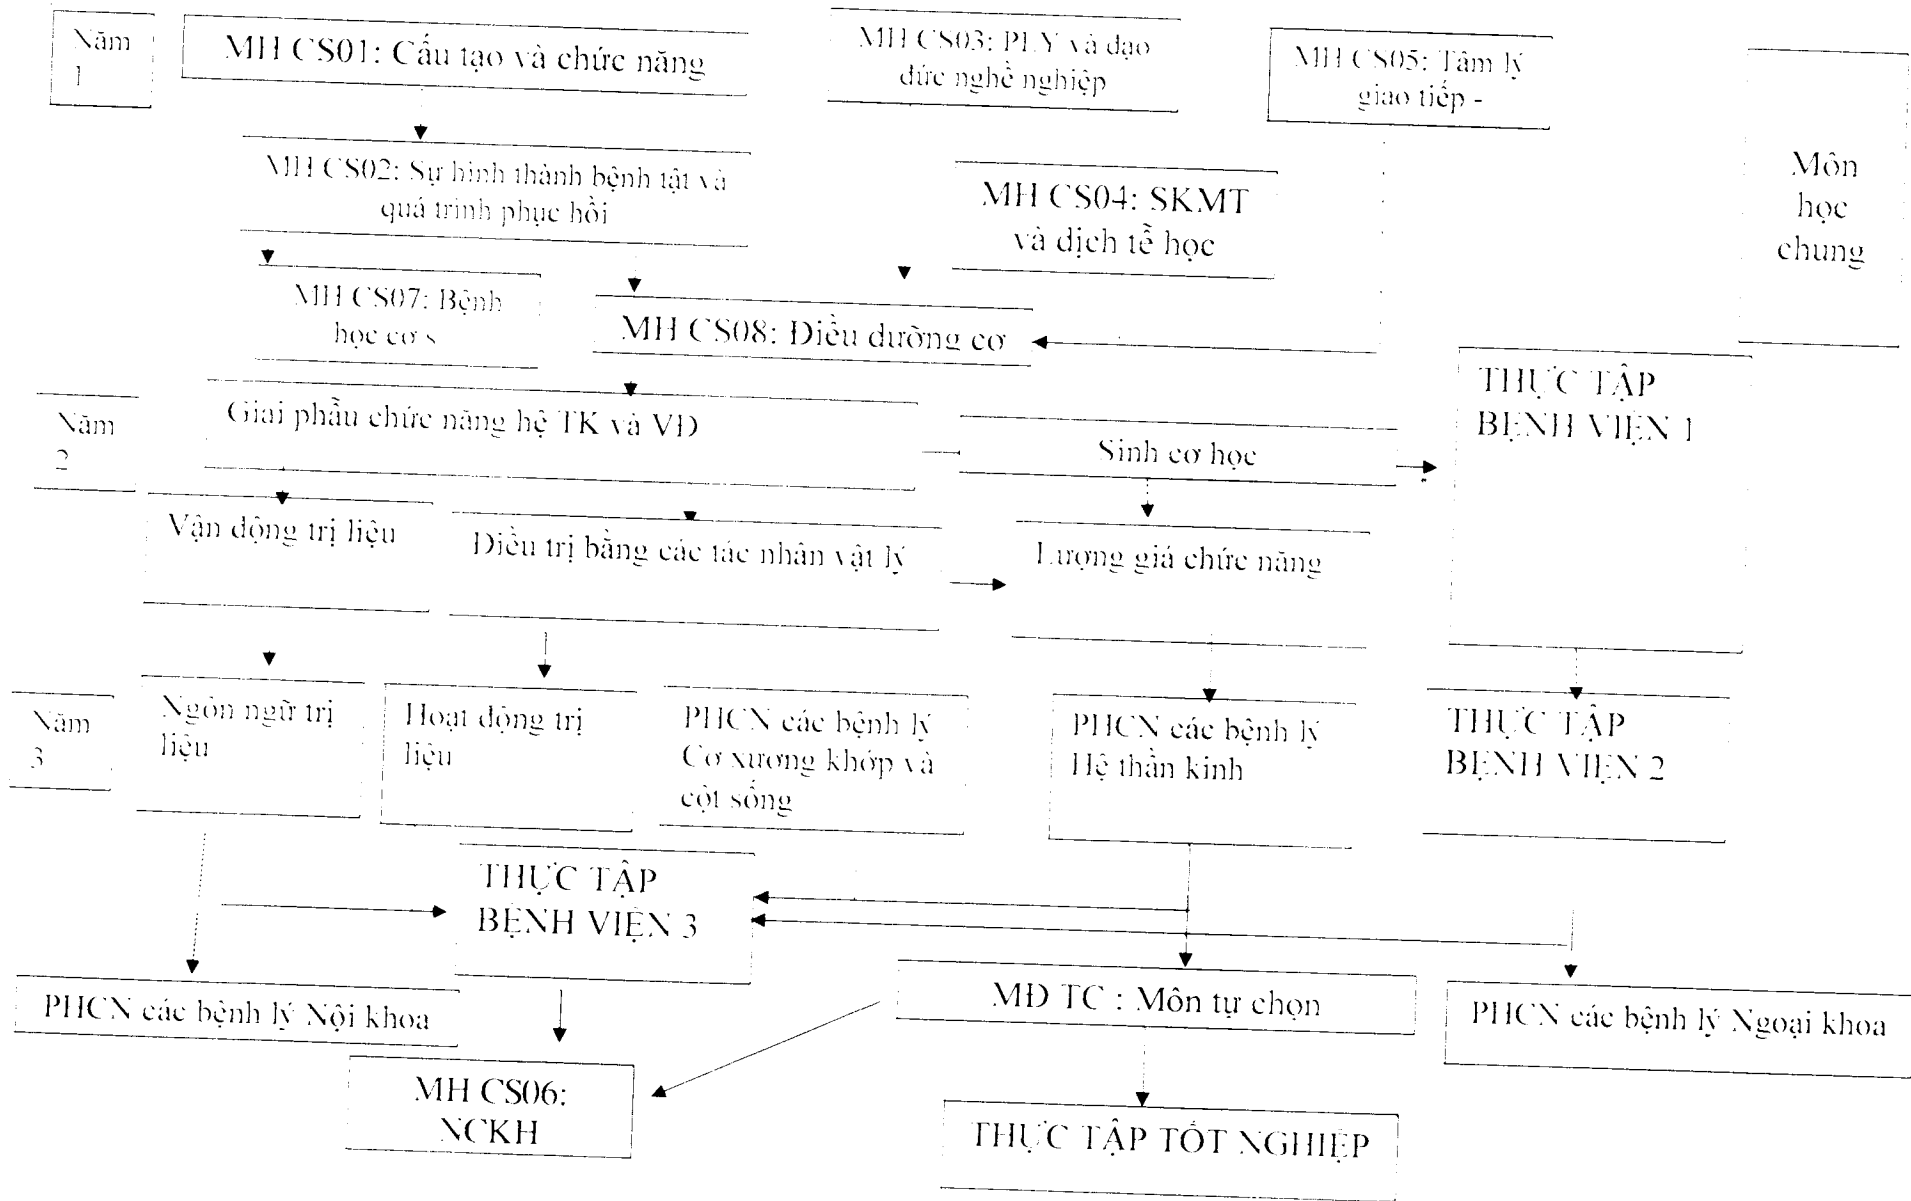 Năm
1
MH CS01: Cấu tạo và chức năng
MH CS03: PLY và đạo
đức nghề nghiệp
MH CS05: Tâm lý
giao tiếp -
Môn
học
chung
MH CS02: Sự hình thành bệnh tật và
quá trình phục hồi
MH CS04: SKMT
và dịch tễ học
MH CS07: Bệnh
học cơ s
MH CS08: Điều dưỡng cơ
THỰC TẬP
BỆNH VIỆN 1
Năm
2
Giai phẫu chức năng hệ TK và VĐ
Sinh cơ học
Vận động trị liệu
Điều trị bằng các tác nhân vật lý
Lượng giá chức năng
Năm
3
Ngôn ngữ trị
liệu
Hoạt động trị
liệu
PHCN các bệnh lý
Cơ xương khớp và
cột sống
PHCN các bệnh lý
Hệ thần kinh
THỰC TẬP
BỆNH VIỆN 2
THỰC TẬP
BỆNH VIỆN 3
PHCN các bệnh lý Nội khoa
MĐ TC : Môn tự chọn
PHCN các bệnh lý Ngoại khoa
MH CS06:
NCKH
THỰC TẬP TỐT NGHIỆP